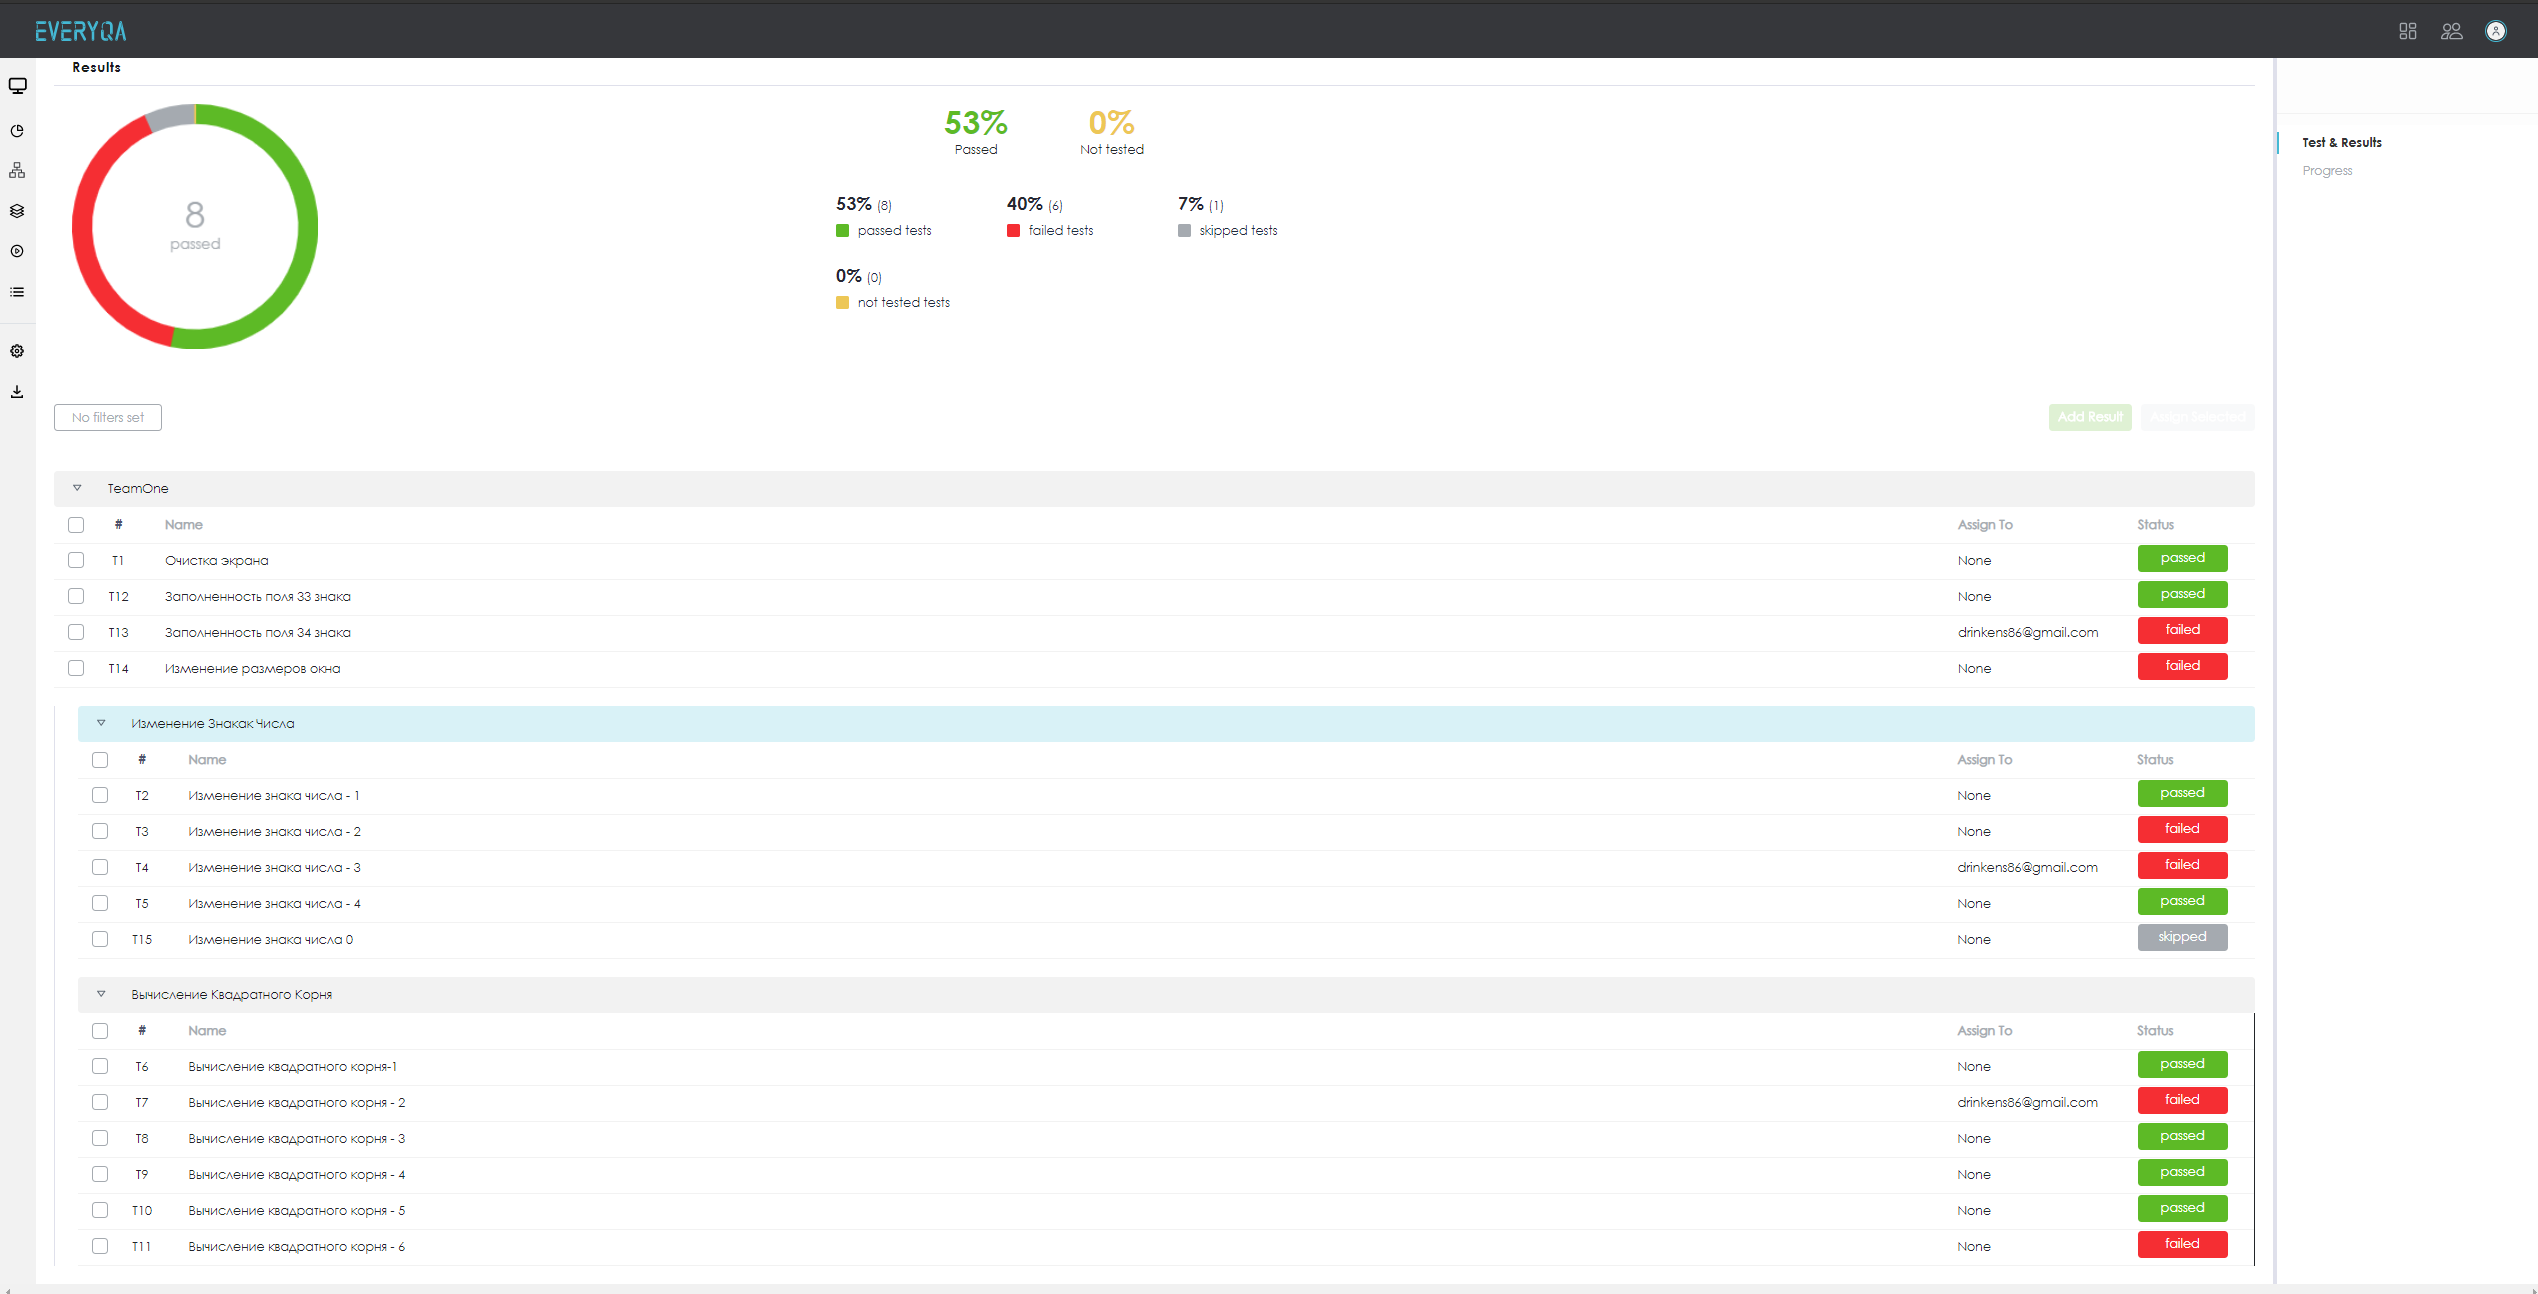 EVERYQA
Results
53% 0%
Passed Not tested
8
passed
53% (8) 40% (6) 7% (1)
passed tests failed tests skipped tests
0% (0)
not tested tests
Test & Results
Progress
No filters set Add Result Assign Selected
TeamOne
# Name Assign To Status
T1 Очистка экрана None passed
T12 Заполненность поля 33 знака None passed
T13 Заполненность поля 34 знака drinkens86@gmail.com failed
T14 Изменение размеров окна None failed
Изменение Знакак Числа
# Name Assign To Status
T2 Изменение знака числа - 1 None passed
T3 Изменение знака числа - 2 None failed
T4 Изменение знака числа - 3 drinkens86@gmail.com failed
T5 Изменение знака числа - 4 None passed
T15 Изменение знака числа 0 None skipped
Вычисление Квадратного Корня
# Name Assign To Status
T6 Вычисление квадратного корня-1 None passed
T7 Вычисление квадратного корня - 2 drinkens86@gmail.com failed
T8 Вычисление квадратного корня - 3 None passed
T9 Вычисление квадратного корня - 4 None passed
T10 Вычисление квадратного корня - 5 None passed
T11 Вычисление квадратного корня - 6 None failed